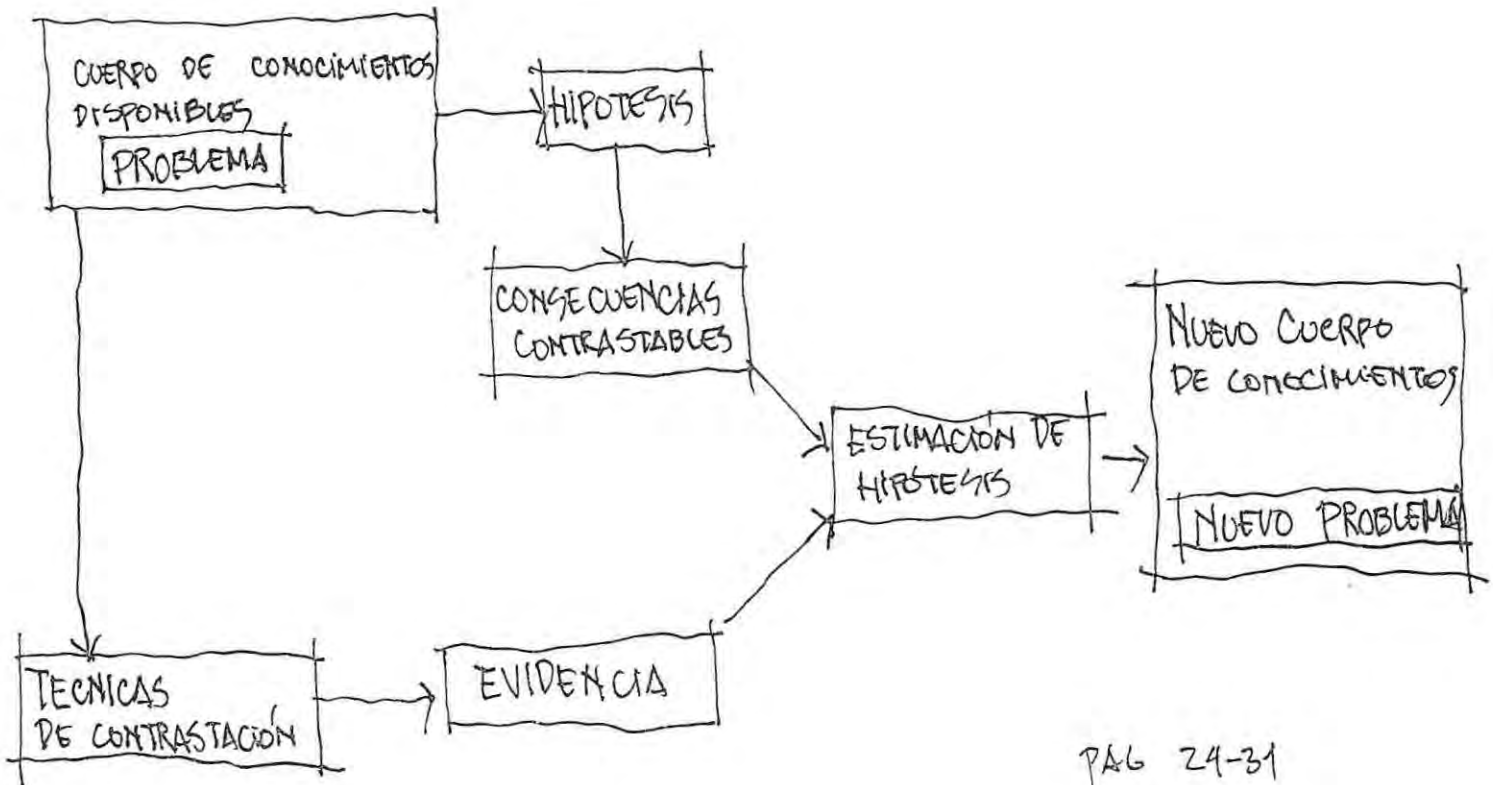 CUERPO DE CONOCIMIENTOS
DISPONIBLES
PROBLEMA
HIPOTESIS
CONSECUENCIAS
CONTRASTABLES
NUEVO CUERPO
DE CONOCIMIENTOS
NUEVO PROBLEMA
ESTIMACIÓN DE
HIPÓTESIS
TECNICAS
DE CONTRASTACIÓN
EVIDENCIA
PAG 24-31